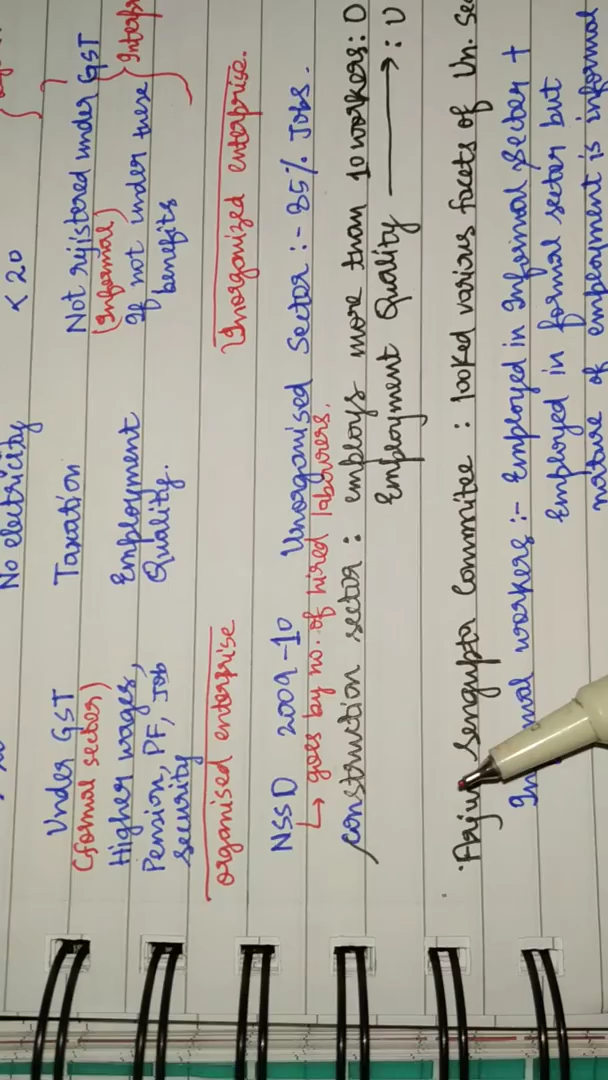 < 20
No electricity
Under GST Taxation Not registered under GST
(formal sector) (Informal)
Higher wages, Employment If not under these
Pension, PF, Job Quality. benefits
security
organised enterprise Unorganized enterprise.
NSSO 2009-10 Unorganised Sector :- 85% Jobs.
↳ goes by no. of hired labourers.
construction sector : employs more than 10 workers: O
Employment Quality ⟶ : U
Arjun Sengupta Committee : looked various facets of Un. Sec
workers :- Employed in Informal sector +
Employed in formal sector but
nature of employment is informal